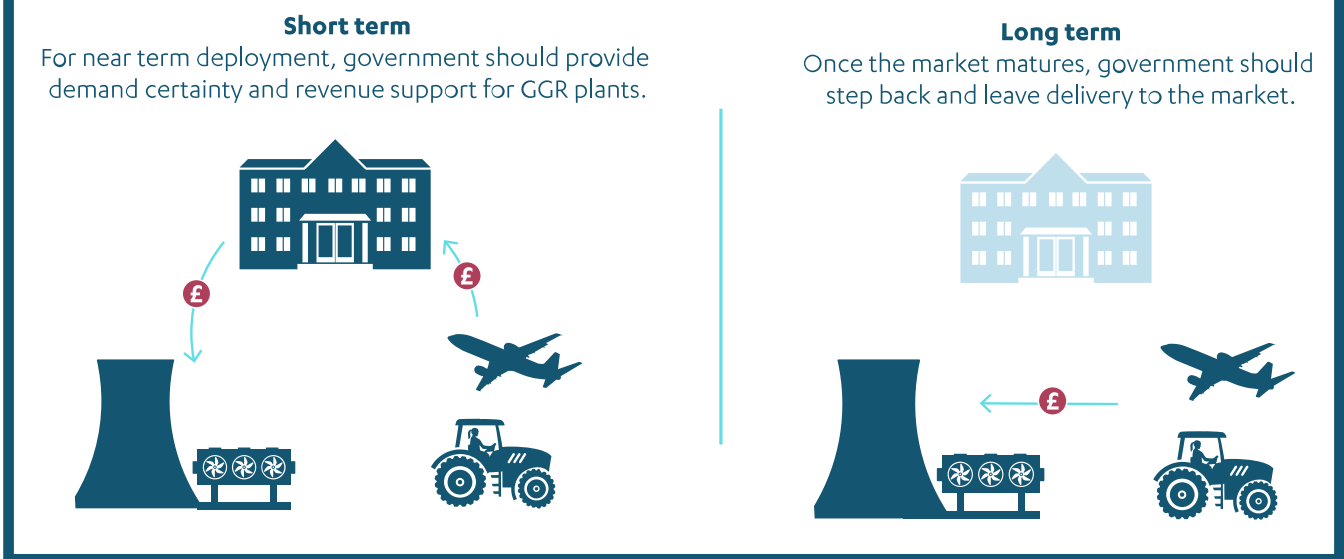 Short term
For near term deployment, government should provide
demand certainty and revenue support for GGR plants.
£
£
Long term
Once the market matures, government should
step back and leave delivery to the market.
£